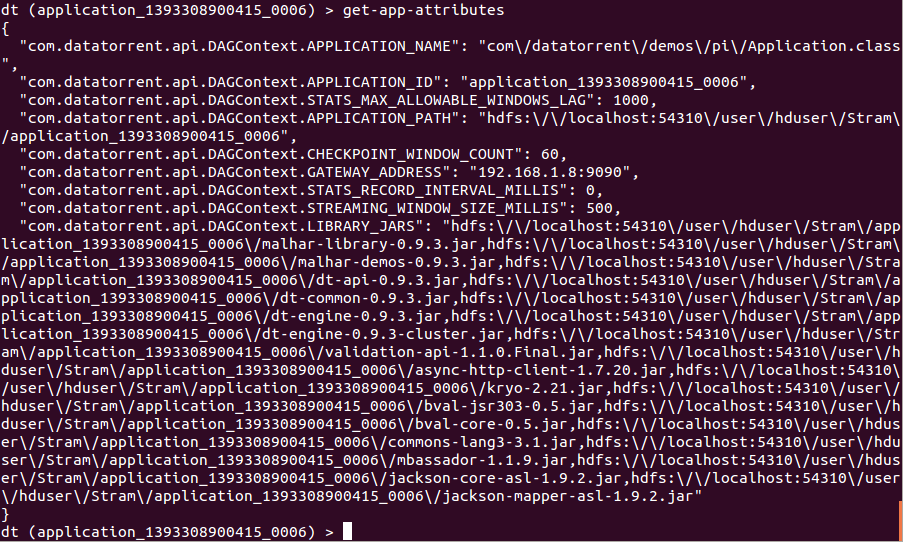 dt (application_1393308900415_0006) > get-app-attributes
{
  "com.datatorrent.api.DAGContext.APPLICATION_NAME": "com\/datatorrent\/demos\/pi\/Application.class
",
  "com.datatorrent.api.DAGContext.APPLICATION_ID": "application_1393308900415_0006",
  "com.datatorrent.api.DAGContext.STATS_MAX_ALLOWABLE_WINDOWS_LAG": 1000,
  "com.datatorrent.api.DAGContext.APPLICATION_PATH": "hdfs:\/\/localhost:54310\/user\/hduser\/Stram\
/application_1393308900415_0006",
  "com.datatorrent.api.DAGContext.CHECKPOINT_WINDOW_COUNT": 60,
  "com.datatorrent.api.DAGContext.GATEWAY_ADDRESS": "192.168.1.8:9090",
  "com.datatorrent.api.DAGContext.STATS_RECORD_INTERVAL_MILLIS": 0,
  "com.datatorrent.api.DAGContext.STREAMING_WINDOW_SIZE_MILLIS": 500,
  "com.datatorrent.api.DAGContext.LIBRARY_JARS": "hdfs:\/\/localhost:54310\/user\/hduser\/Stram\/app
lication_1393308900415_0006\/malhar-library-0.9.3.jar,hdfs:\/\/localhost:54310\/user\/hduser\/Stram\
/application_1393308900415_0006\/malhar-demos-0.9.3.jar,hdfs:\/\/localhost:54310\/user\/hduser\/Stra
m\/application_1393308900415_0006\/dt-api-0.9.3.jar,hdfs:\/\/localhost:54310\/user\/hduser\/Stram\/a
pplication_1393308900415_0006\/dt-common-0.9.3.jar,hdfs:\/\/localhost:54310\/user\/hduser\/Stram\/ap
plication_1393308900415_0006\/dt-engine-0.9.3.jar,hdfs:\/\/localhost:54310\/user\/hduser\/Stram\/app
lication_1393308900415_0006\/dt-engine-0.9.3-cluster.jar,hdfs:\/\/localhost:54310\/user\/hduser\/Str
am\/application_1393308900415_0006\/validation-api-1.1.0.Final.jar,hdfs:\/\/localhost:54310\/user\/h
duser\/Stram\/application_1393308900415_0006\/async-http-client-1.7.20.jar,hdfs:\/\/localhost:54310\
/user\/hduser\/Stram\/application_1393308900415_0006\/kryo-2.21.jar,hdfs:\/\/localhost:54310\/user\/
hduser\/Stram\/application_1393308900415_0006\/bval-jsr303-0.5.jar,hdfs:\/\/localhost:54310\/user\/h
duser\/Stram\/application_1393308900415_0006\/bval-core-0.5.jar,hdfs:\/\/localhost:54310\/user\/hdus
er\/Stram\/application_1393308900415_0006\/commons-lang3-3.1.jar,hdfs:\/\/localhost:54310\/user\/hdu
ser\/Stram\/application_1393308900415_0006\/mbassador-1.1.9.jar,hdfs:\/\/localhost:54310\/user\/hdus
er\/Stram\/application_1393308900415_0006\/jackson-core-asl-1.9.2.jar,hdfs:\/\/localhost:54310\/user
\/hduser\/Stram\/application_1393308900415_0006\/jackson-mapper-asl-1.9.2.jar"
}
dt (application_1393308900415_0006) >